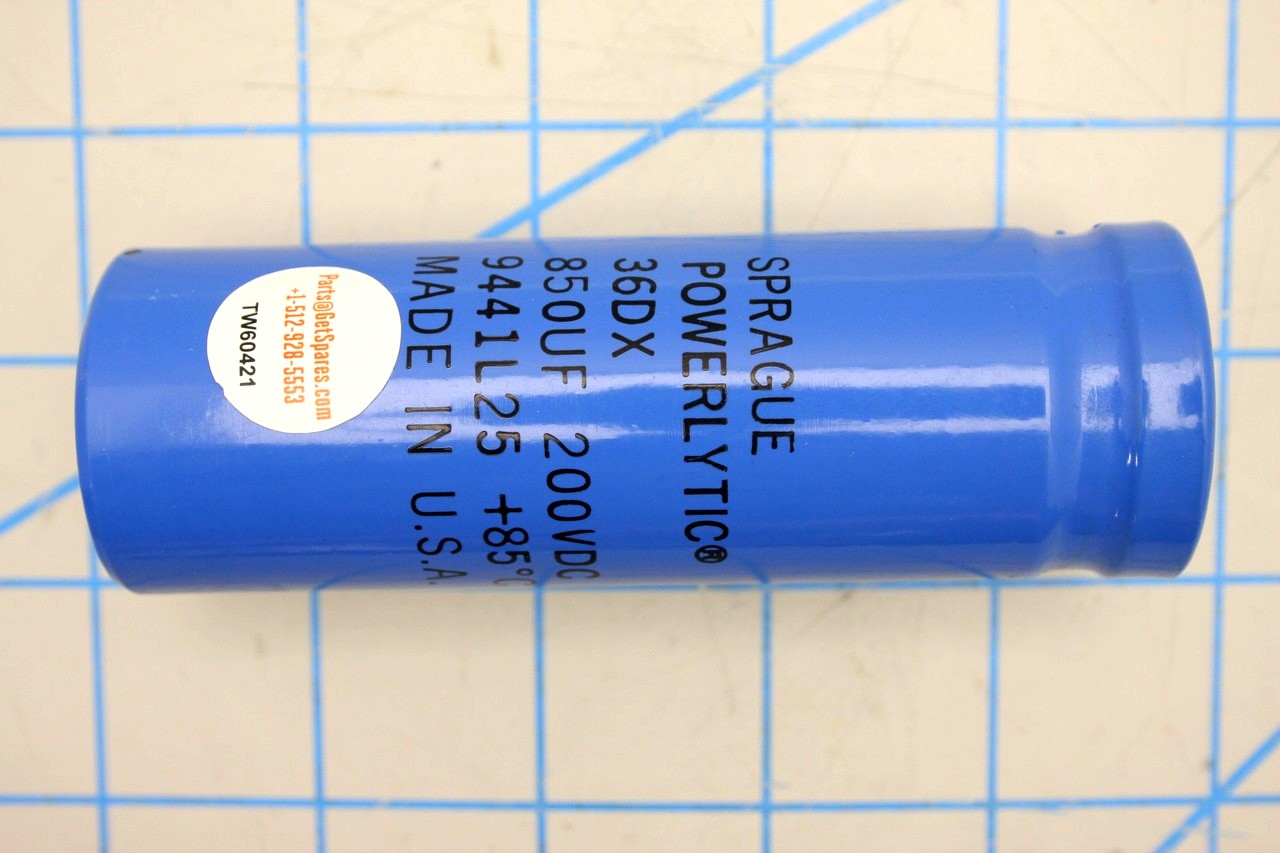 SPRAGUE
POWERLYTIC®
36DX
850UF 200VDC
9441L25 +85°C
MADE IN U.S.A.
Parts@GetSpares.com
+1-512-928-5553
TW60421